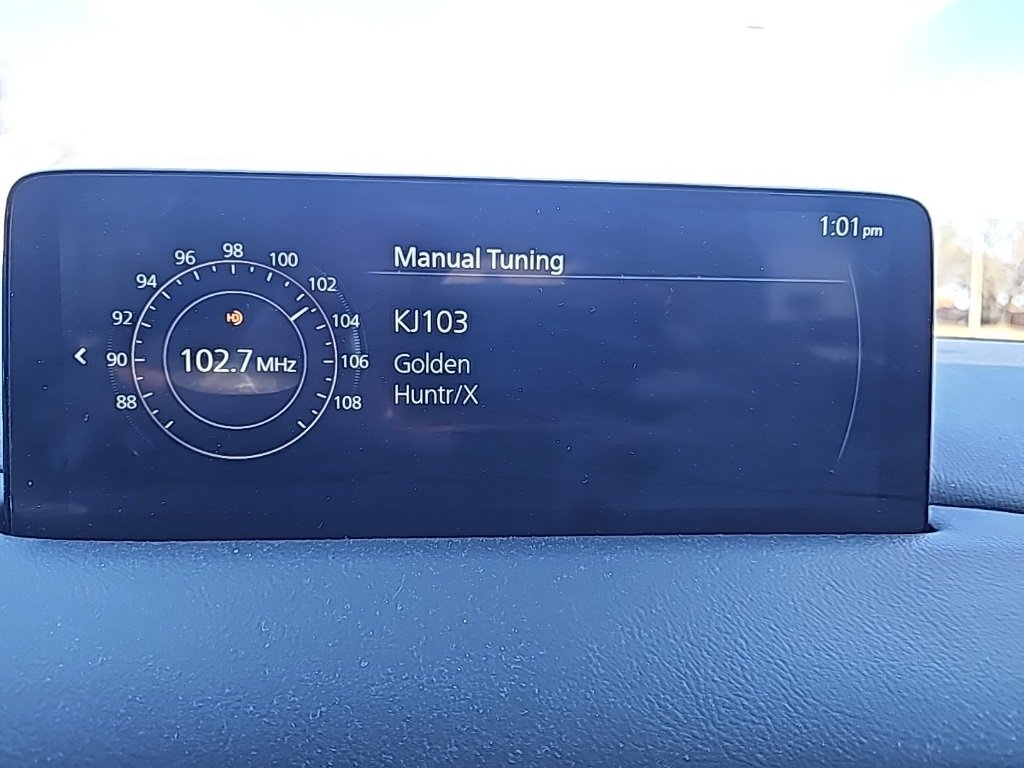 1:01 pm
Manual Tuning
96 98 100
94 102
92 104
90 106
88 108
HD
102.7 MHz
KJ103
Golden
Huntr/X